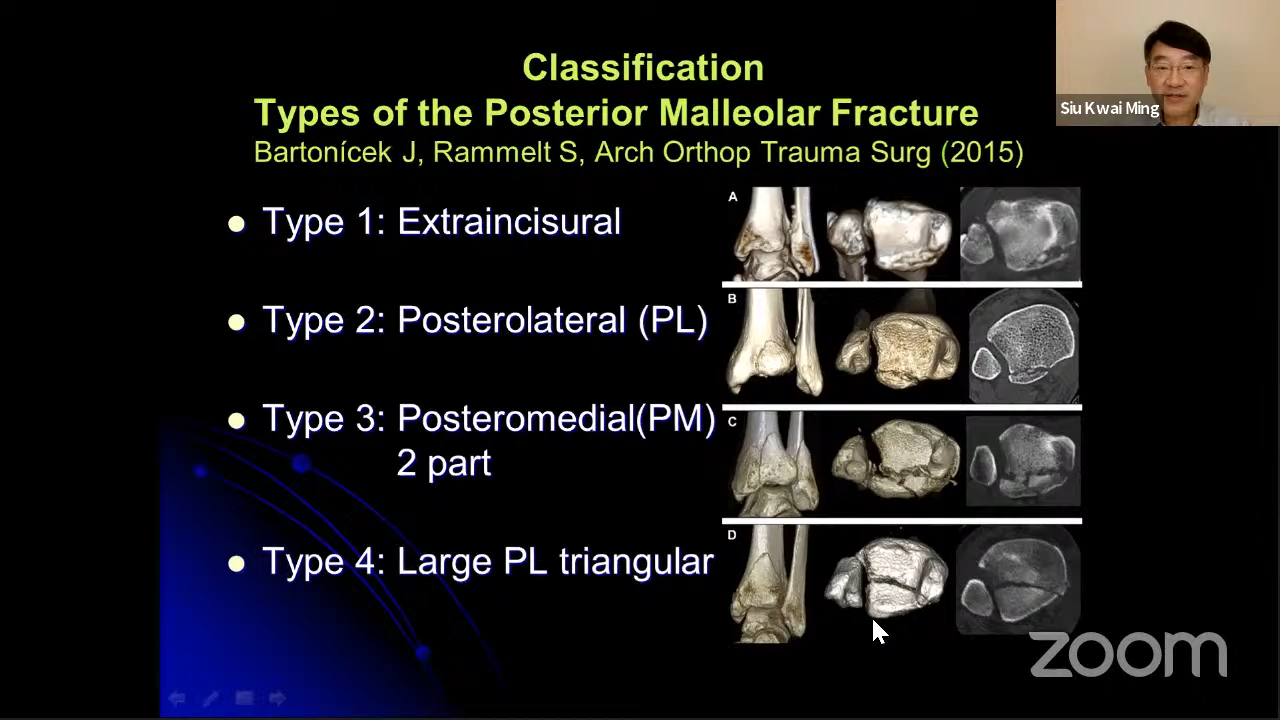 Classification
Types of the Posterior Malleolar Fracture
Bartonícek J, Rammelt S, Arch Orthop Trauma Surg (2015)
Siu Kwai Ming
Type 1: Extraincisural
Type 2: Posterolateral (PL)
Type 3: Posteromedial(PM)
2 part
Type 4: Large PL triangular
A
B
C
D
zoom